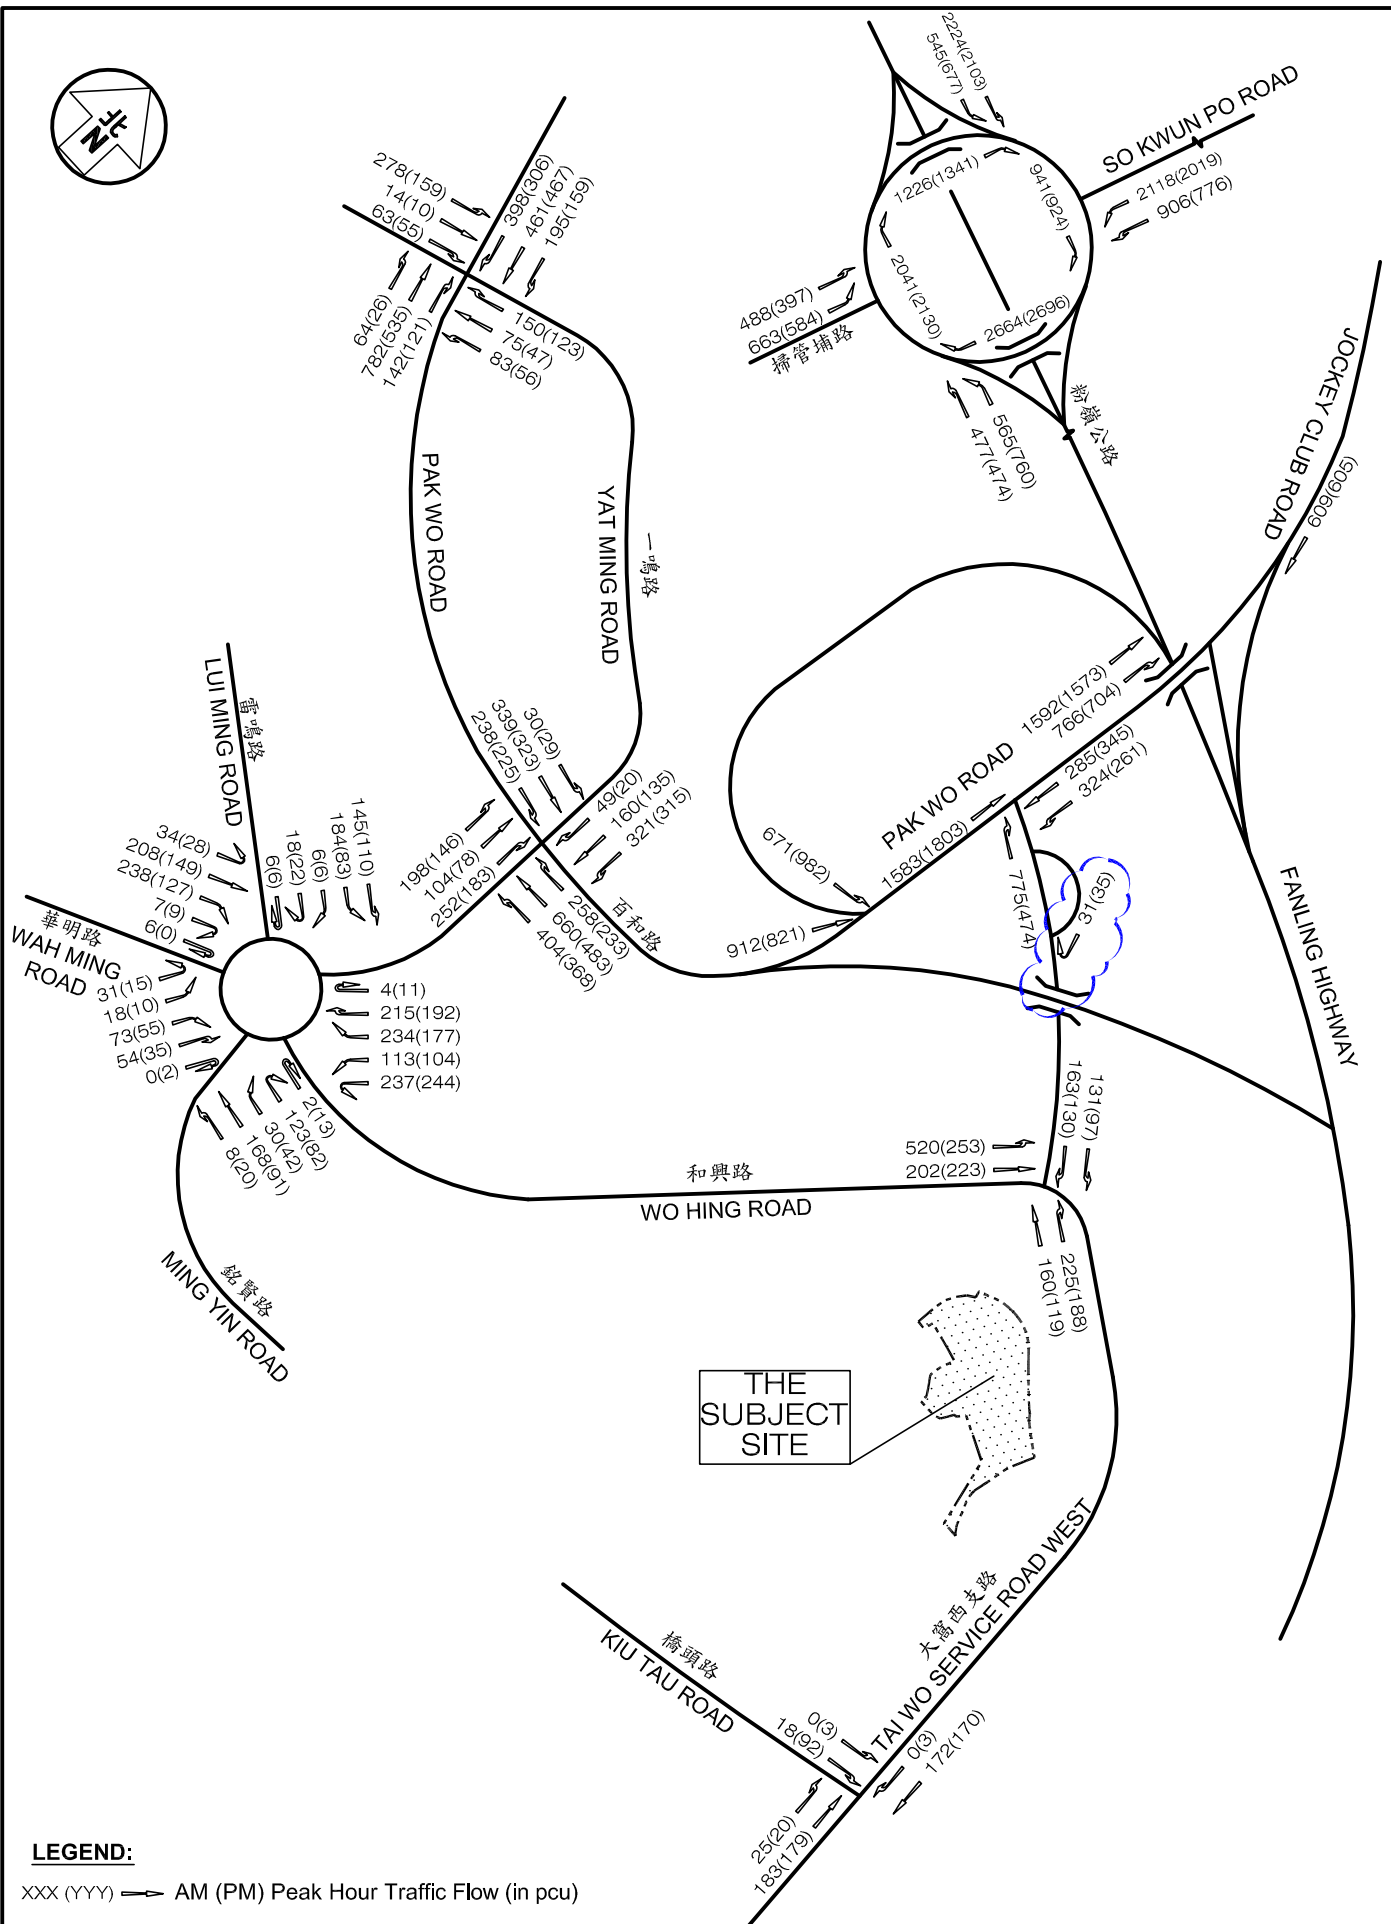 北
N
2224(2103)
545(677)
SO KWUN PO ROAD
2118(2019)
906(776)
1226(1341)
941(924)
2041(2130)
2664(2696)
488(397)
663(584)
掃管埔路
565(760)
477(474)
粉嶺公路
JOCKEY CLUB ROAD
609(605)
278(159)
14(10)
63(55)
398(306)
461(467)
195(159)
64(26)
782(535)
142(121)
150(123)
75(47)
83(56)
PAK WO ROAD
YAT MING ROAD
一鳴路
LUI MING ROAD
雷鳴路
30(29)
339(323)
238(225)
49(20)
160(135)
321(315)
198(146)
104(78)
252(183)
258(233)
660(483)
404(368)
百和路
1592(1573)
766(704)
PAK WO ROAD
285(345)
324(261)
671(982)
1583(1803)
912(821)
775(474)
31(35)
FANLING HIGHWAY
34(28)
208(149)
238(127)
7(9)
6(0)
6(6)
18(22)
6(6)
184(83)
145(110)
華明路
WAH MING
ROAD
31(15)
18(10)
73(55)
54(35)
0(2)
4(11)
215(192)
234(177)
113(104)
237(244)
2(13)
123(82)
30(42)
168(91)
8(20)
銘賢路
MING YIN ROAD
131(97)
163(130)
520(253)
202(223)
和興路
WO HING ROAD
225(188)
160(119)
THE
SUBJECT
SITE
大窩西支路
TAI WO SERVICE ROAD WEST
橋頭路
KIU TAU ROAD
0(3)
18(92)
0(3)
172(170)
25(20)
183(179)
LEGEND:
XXX (YYY) AM (PM) Peak Hour Traffic Flow (in pcu)